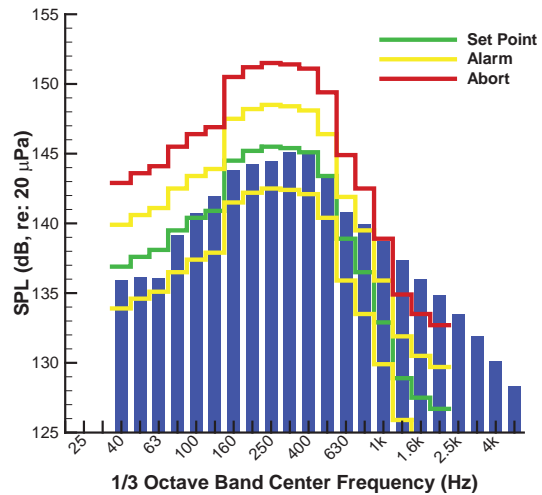 155
150
145
140
135
130
125
SPL (dB, re: 20 μPa)
Set Point
Alarm
Abort
25
40
63
100
160
250
400
630
1k
1.6k
2.5k
4k
1/3 Octave Band Center Frequency (Hz)